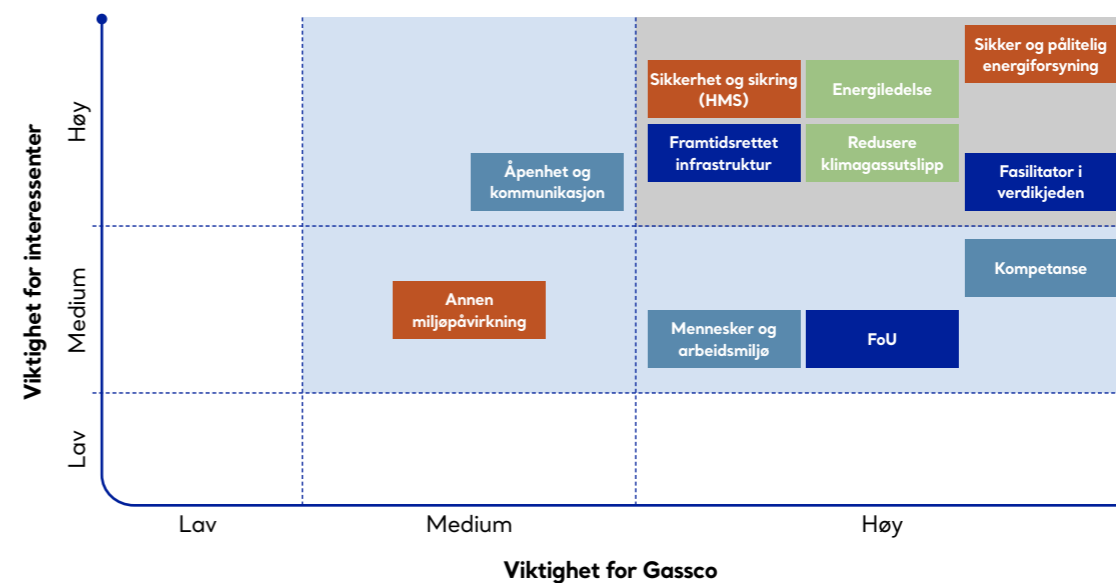 Viktighet for interessenter
Høy
Medium
Lav
Sikker og pålitelig
energiforsyning
Sikkerhet og sikring
(HMS)
Energiledelse
Framtidsrettet
infrastruktur
Redusere
klimagassutslipp
Åpenhet og
kommunikasjon
Fasilitator i
verdikjeden
Kompetanse
Annen
miljøpåvirkning
Mennesker og
arbeidsmiljø
FoU
Lav
Medium
Høy
Viktighet for Gassco